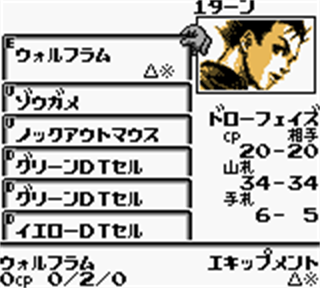 1ターン
E ウォルフラム
△※
U ゾウガメ
U ノックアウトマウス
D グリーンDTセル
D グリーンDTセル
D イエローDTセル
ドローフェイズ
CP 相手
20-20
山札
34-34
手札
6- 5
ウォルフラム エキップメント
0CP 0/2/0 △※